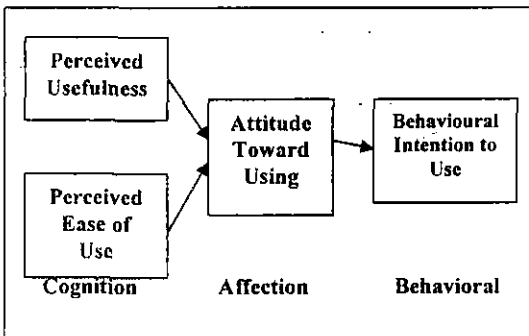 Perceived
Usefulness
Attitude
Toward
Using
Behavioural
Intention to
Use
Perceived
Ease of
Use
Cognition
Affection
Behavioral